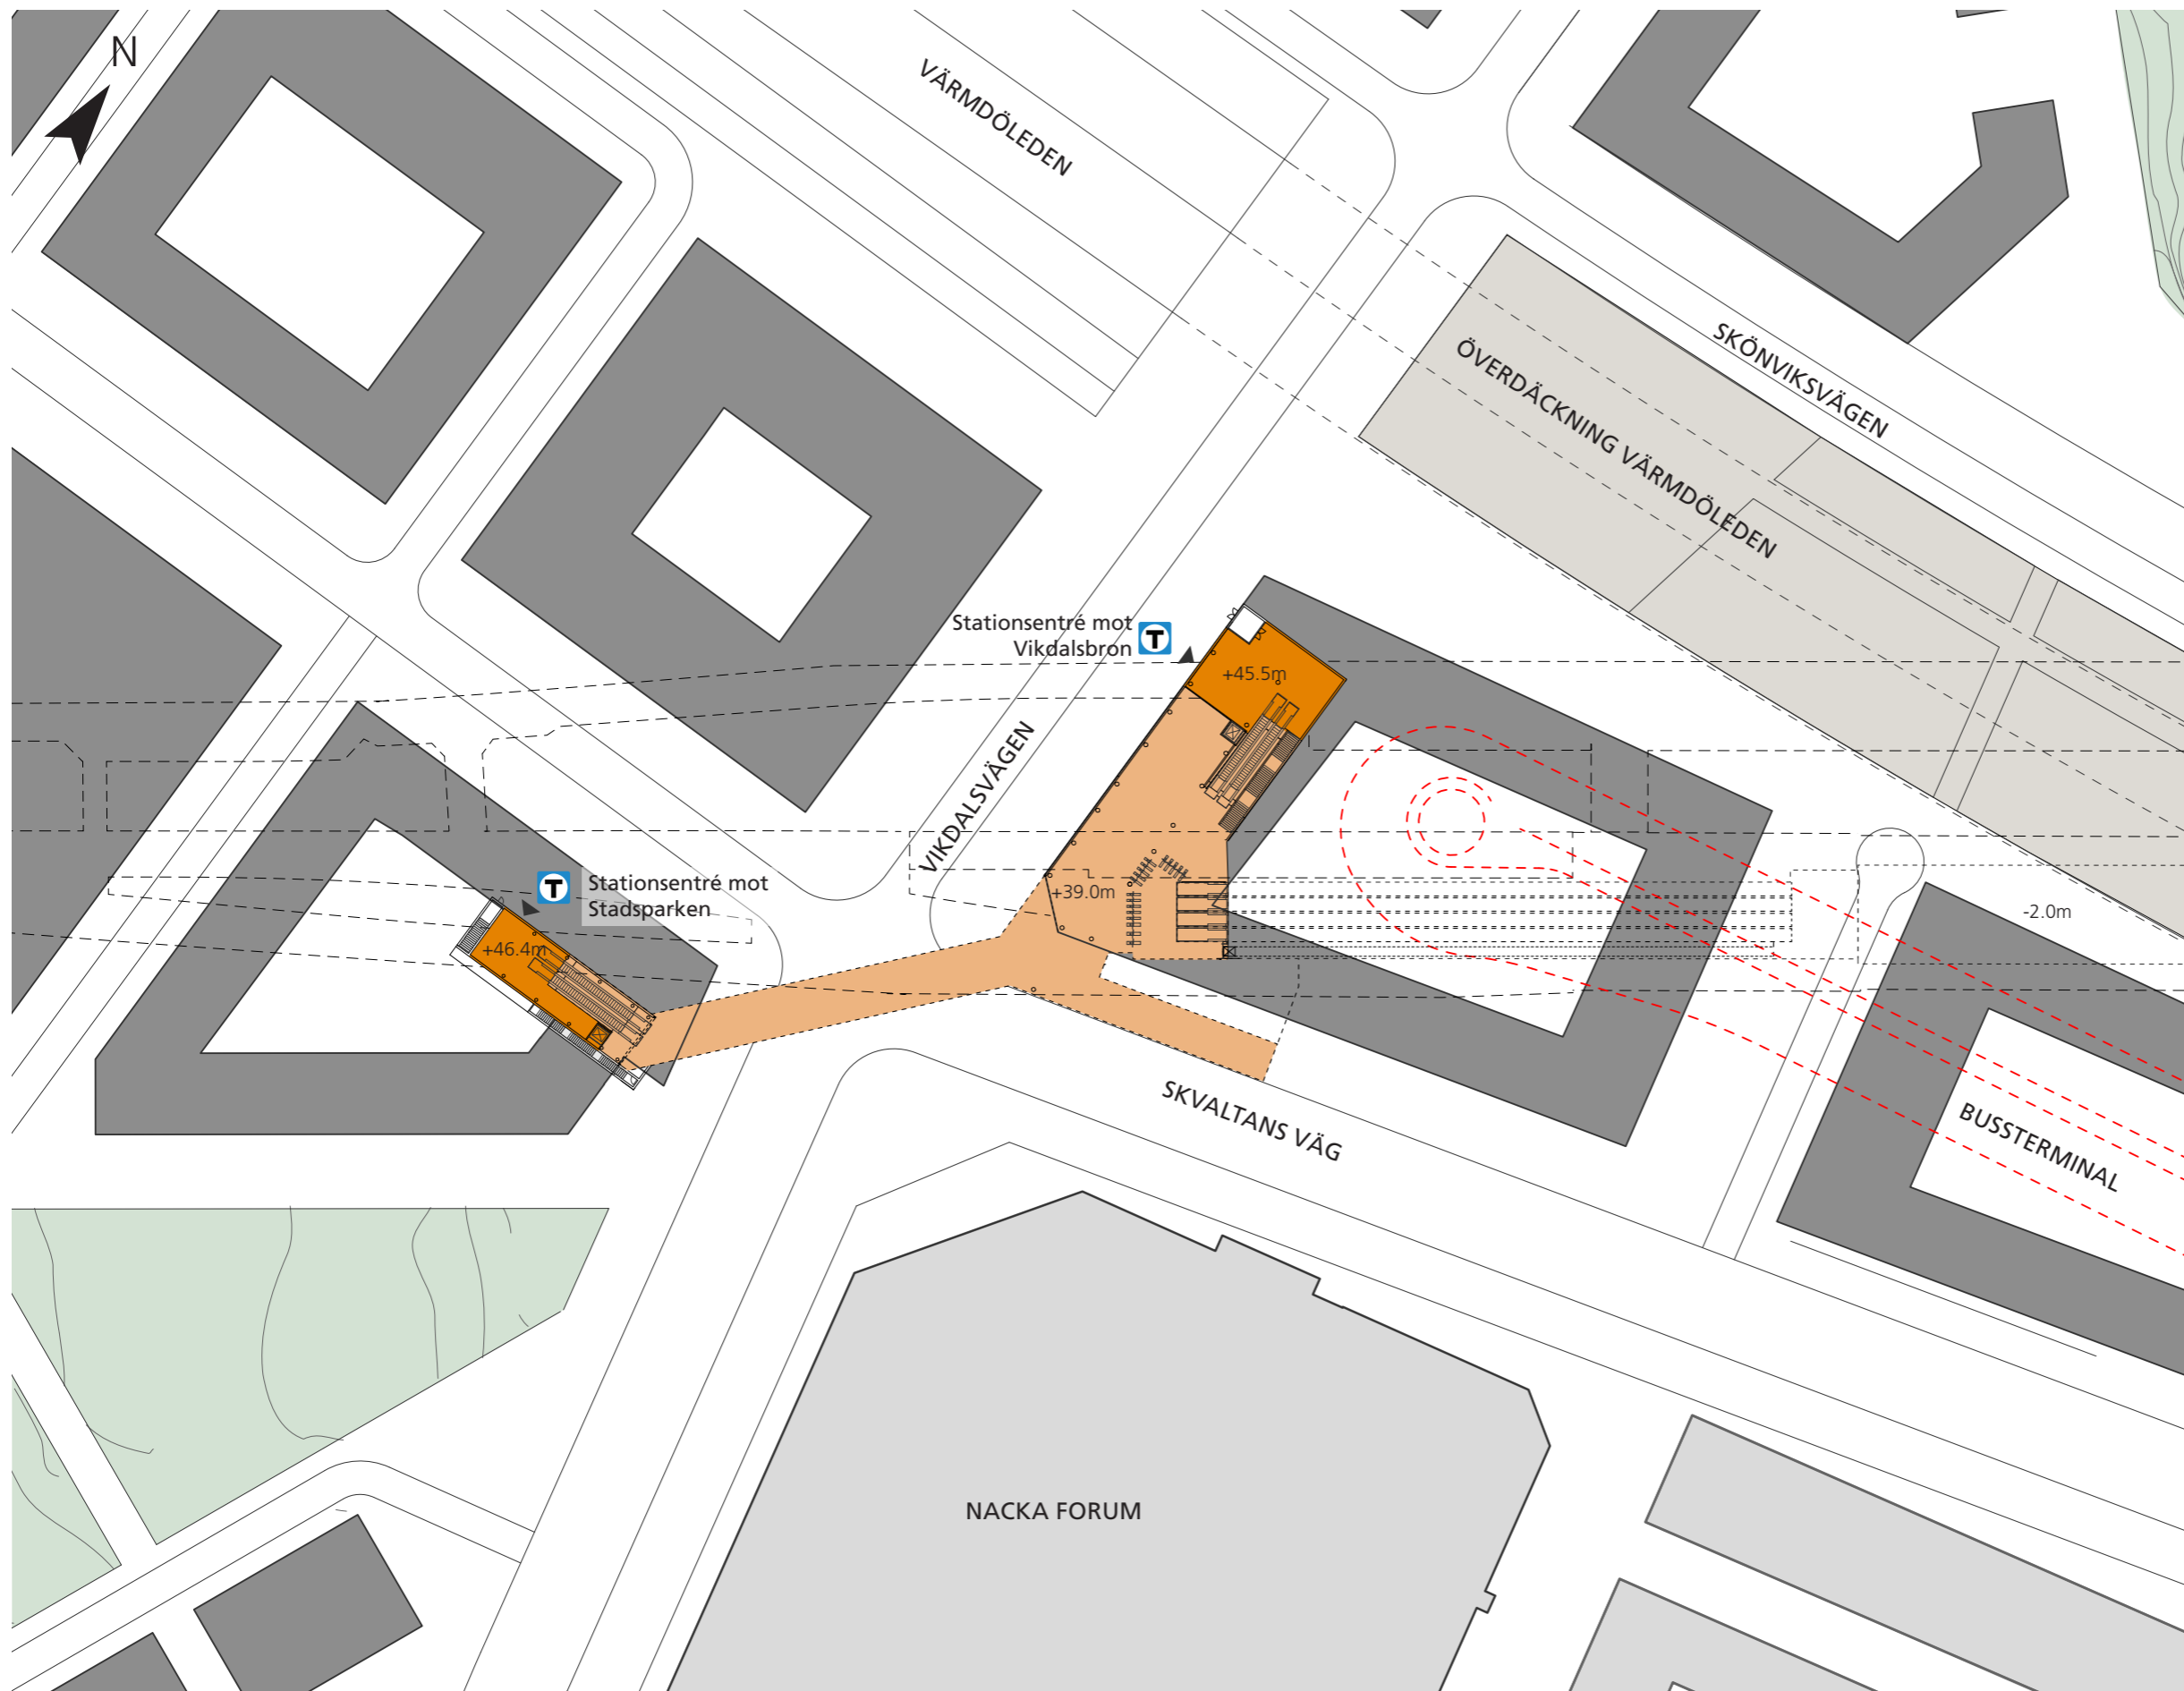 N
VÄRMDÖLEDEN
SKÖNVIKSVÄGEN
ÖVERDÄCKNING VÄRMDÖLEDEN
Stationsentré mot
Vikdalsbron
T
+45.5m
VIKDALSVÄGEN
T
Stationsentré mot
Stadsparken
+39.0m
-2.0m
+46.4m
SKVALTANS VÄG
BUSSTERMINAL
NACKA FORUM